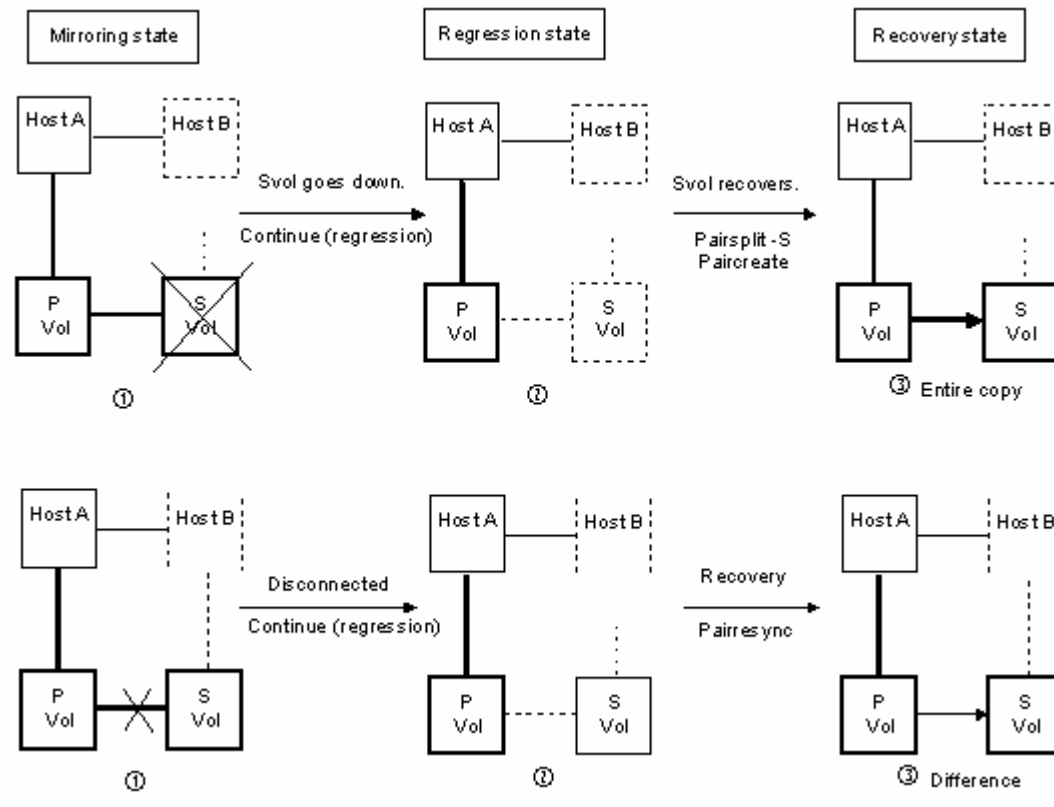 Mirroring state
Regression state
Recovery state
Host A
Host B
Host A
Host B
Host A
Host B
Svol goes down.
Continue (regression)
Svol recovers.
Pairsplit -S
Paircreate
P
Vol
S
Vol
P
Vol
S
Vol
P
Vol
S
Vol
①
②
③ Entire copy
Host A
Host B
Host A
Host B
Host A
Host B
Disconnected
Continue (regression)
Recovery
Pairresync
P
Vol
S
Vol
P
Vol
S
Vol
P
Vol
S
Vol
①
②
③ Difference